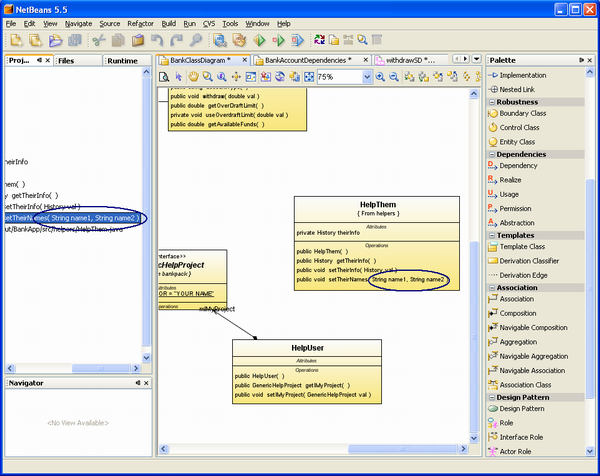 NetBeans 5.5
File Edit View Navigate Source Refactor Build Run CVS Tools Window Help
Proj... Files Runtime
BankClassDiagram * BankAccountDependencies * withdrawSD *...
75%
public void withdraw( double val )
public double getOverDraftLimit( )
private void useOverdraftLimit( double val )
public double getAvailableFunds( )
HelpThem
{ From helpers }
Attributes
private History theirInfo
Operations
public HelpThem( )
public History getTheirInfo( )
public void setTheirInfo( History val )
public void setTheirNames( String name1, String name2 )
theirInfo
hem( )
y getTheirInfo( )
setTheirInfo( History val )
etTheirNames( String name1, String name2 )
ut/BankApp/src/helpers/HelpThem.java
nterface>>
cHelpProject
bankpack }
ttributes
OR = "YOUR NAME"
perations
mIMyProject
HelpUser
Attributes
Operations
public HelpUser( )
public GenericHelpProject getIMyProject( )
public void setIMyProject( GenericHelpProject val )
Navigator
<No View Available>
Palette
Implementation
Nested Link
Robustness
Boundary Class
Control Class
Entity Class
Dependencies
Dependency
Realize
Usage
Permission
Abstraction
Templates
Template Class
Derivation Classifier
Derivation Edge
Association
Association
Composition
Navigable Composition
Aggregation
Navigable Aggregation
Navigable Association
Association Class
Design Pattern
Design Pattern
Role
Interface Role
Actor Role